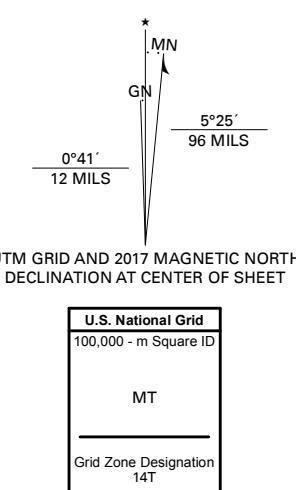 ★
MN
GN
5°25´
96 MILS
0°41´
12 MILS
UTM GRID AND 2017 MAGNETIC NORTH
DECLINATION AT CENTER OF SHEET
U.S. National Grid
100,000 - m Square ID
MT
Grid Zone Designation
14T